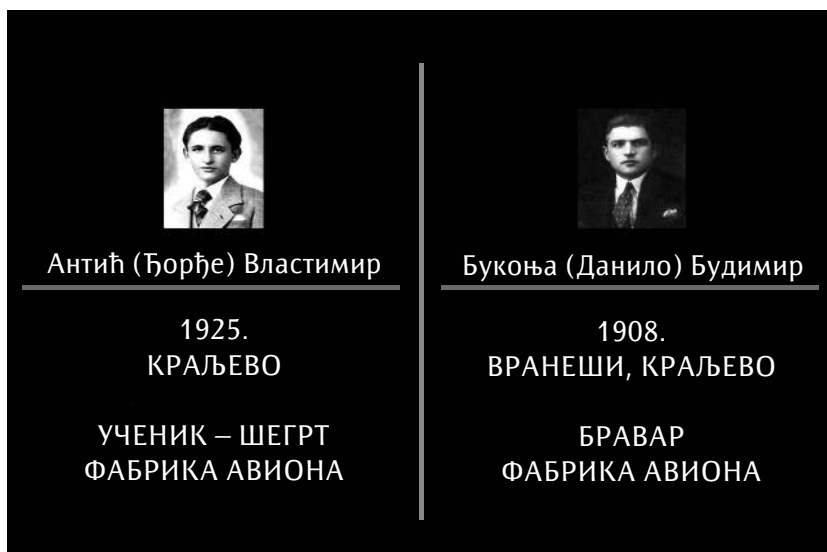 Антић (Ђорђе) Властимир
1925.
КРАЉЕВО
УЧЕНИК – ШЕГРТ
ФАБРИКА АВИОНА
Букоња (Данило) Будимир
1908.
ВРАНЕШИ, КРАЉЕВО
БРАВАР
ФАБРИКА АВИОНА